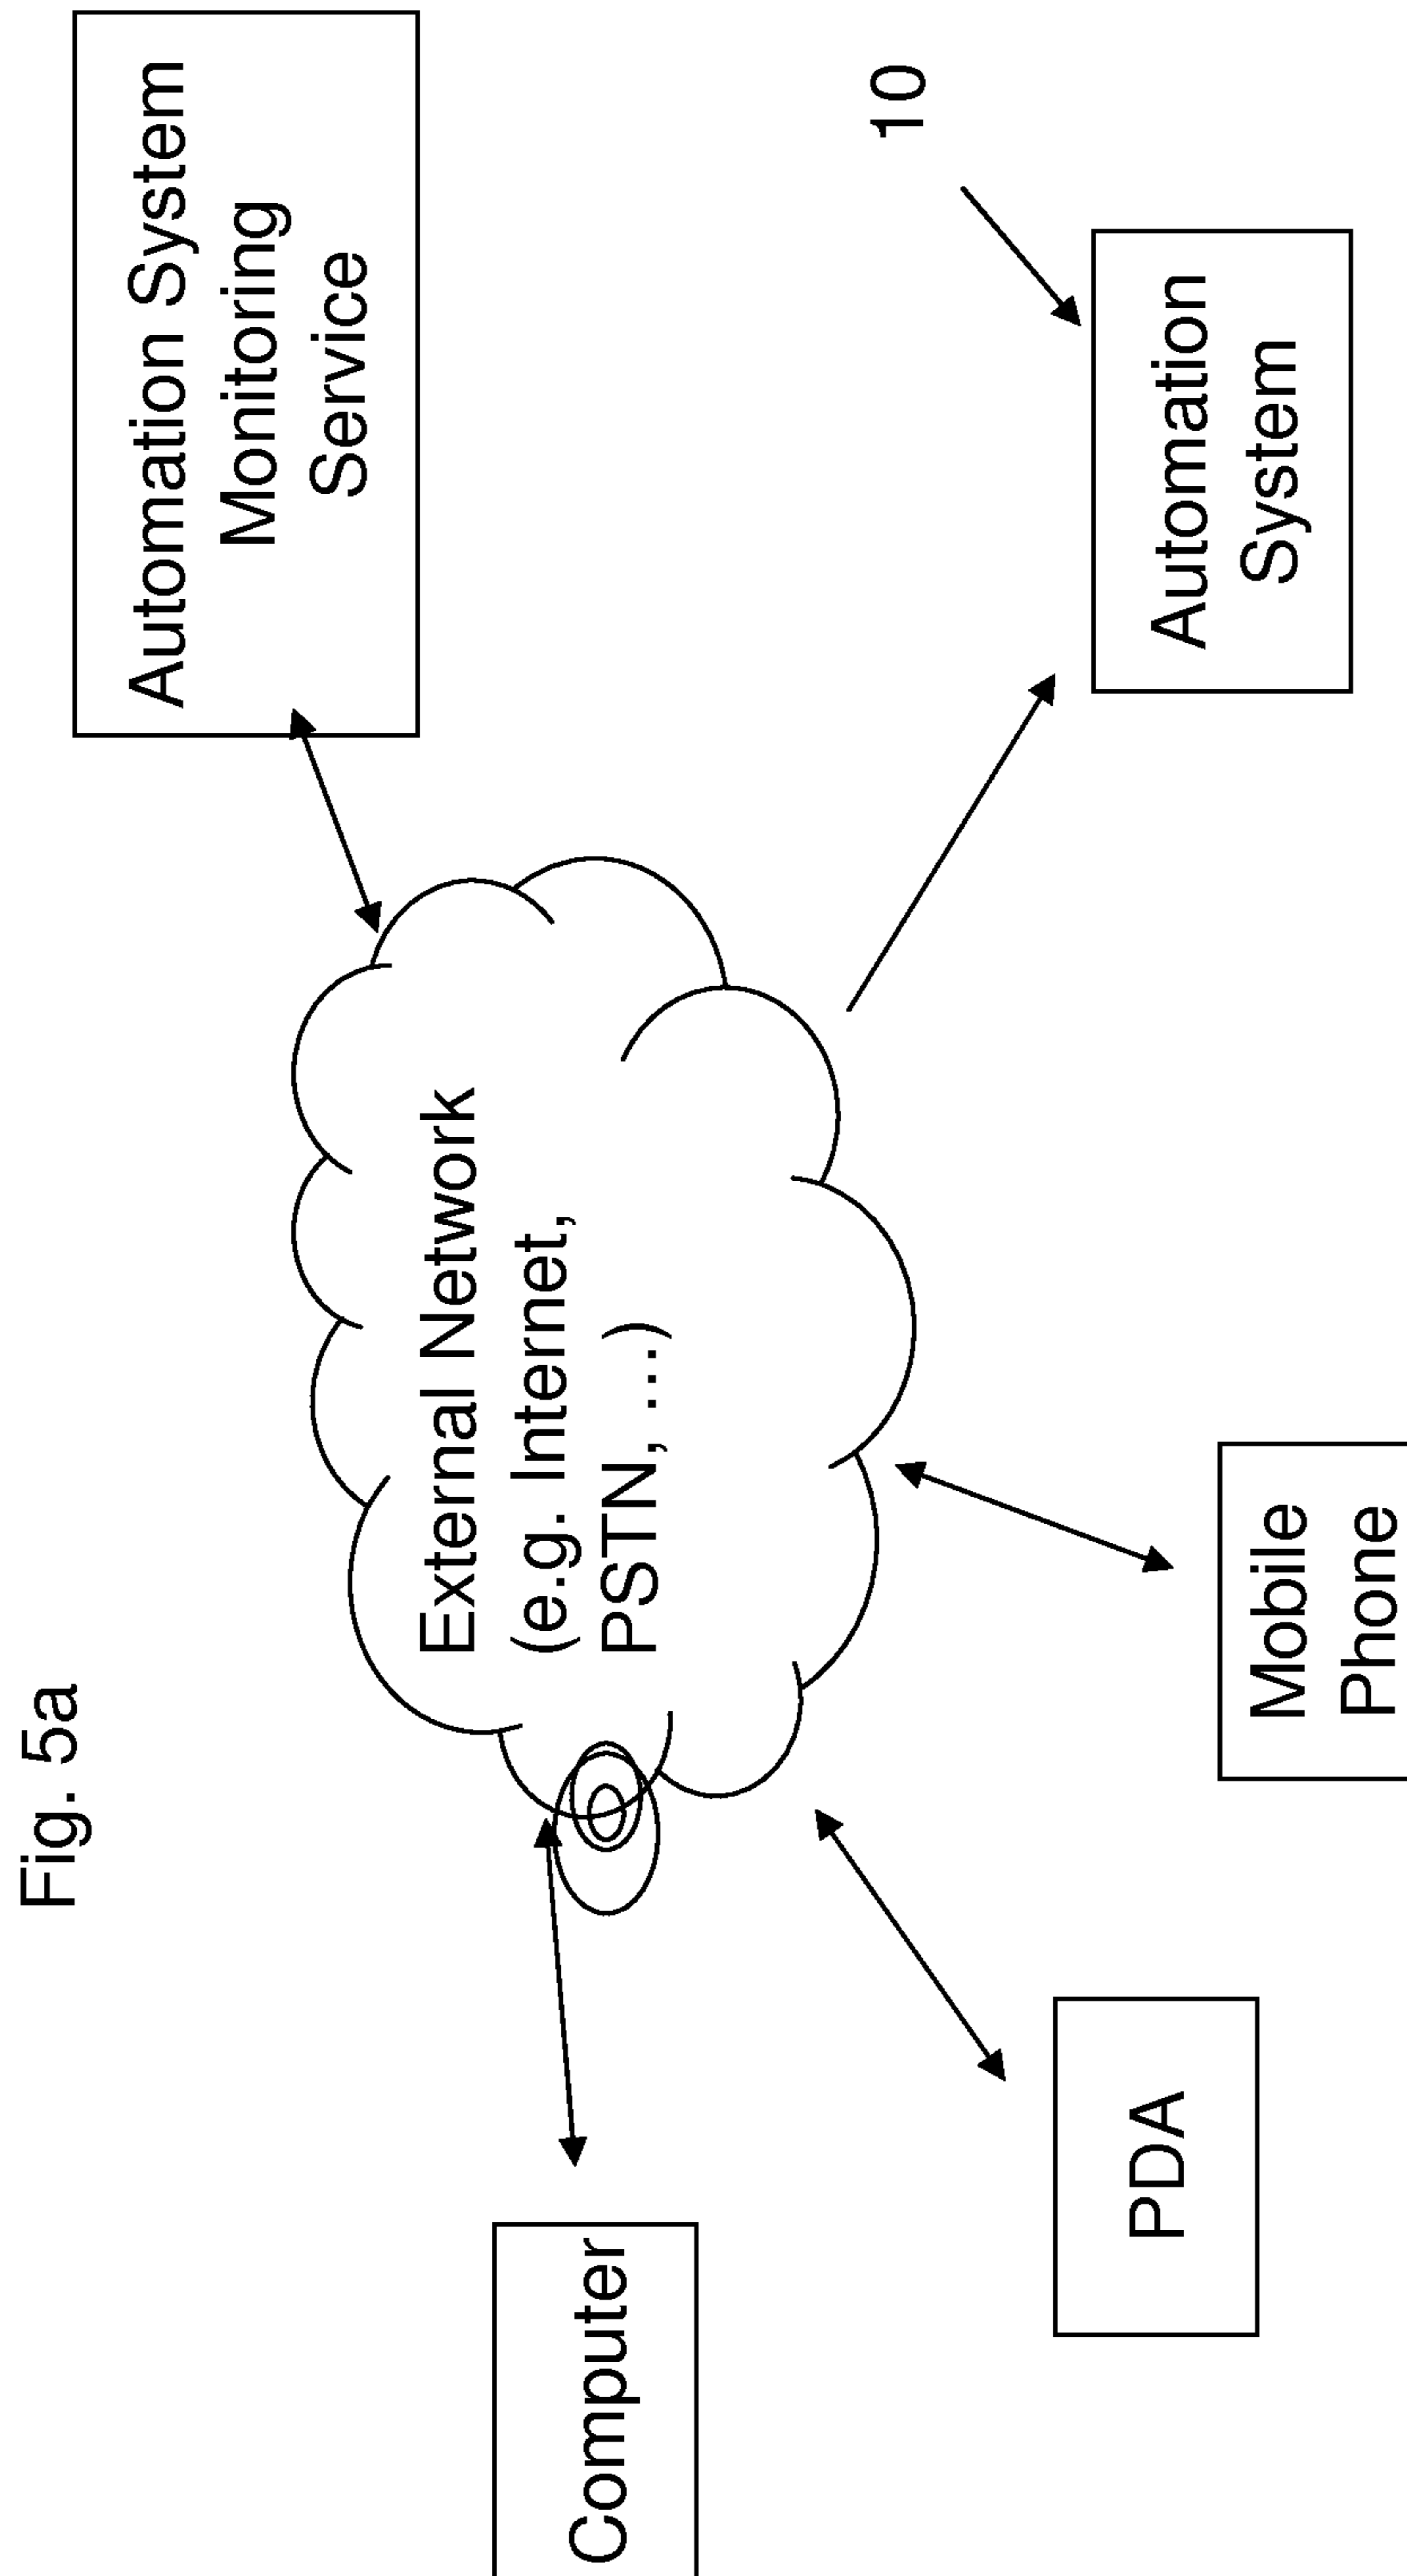 Fig. 5a
Automation System
Monitoring
Service
External Network
(e.g. Internet,
PSTN, ...)
Computer
10
Automation
System
PDA
Mobile
Phone